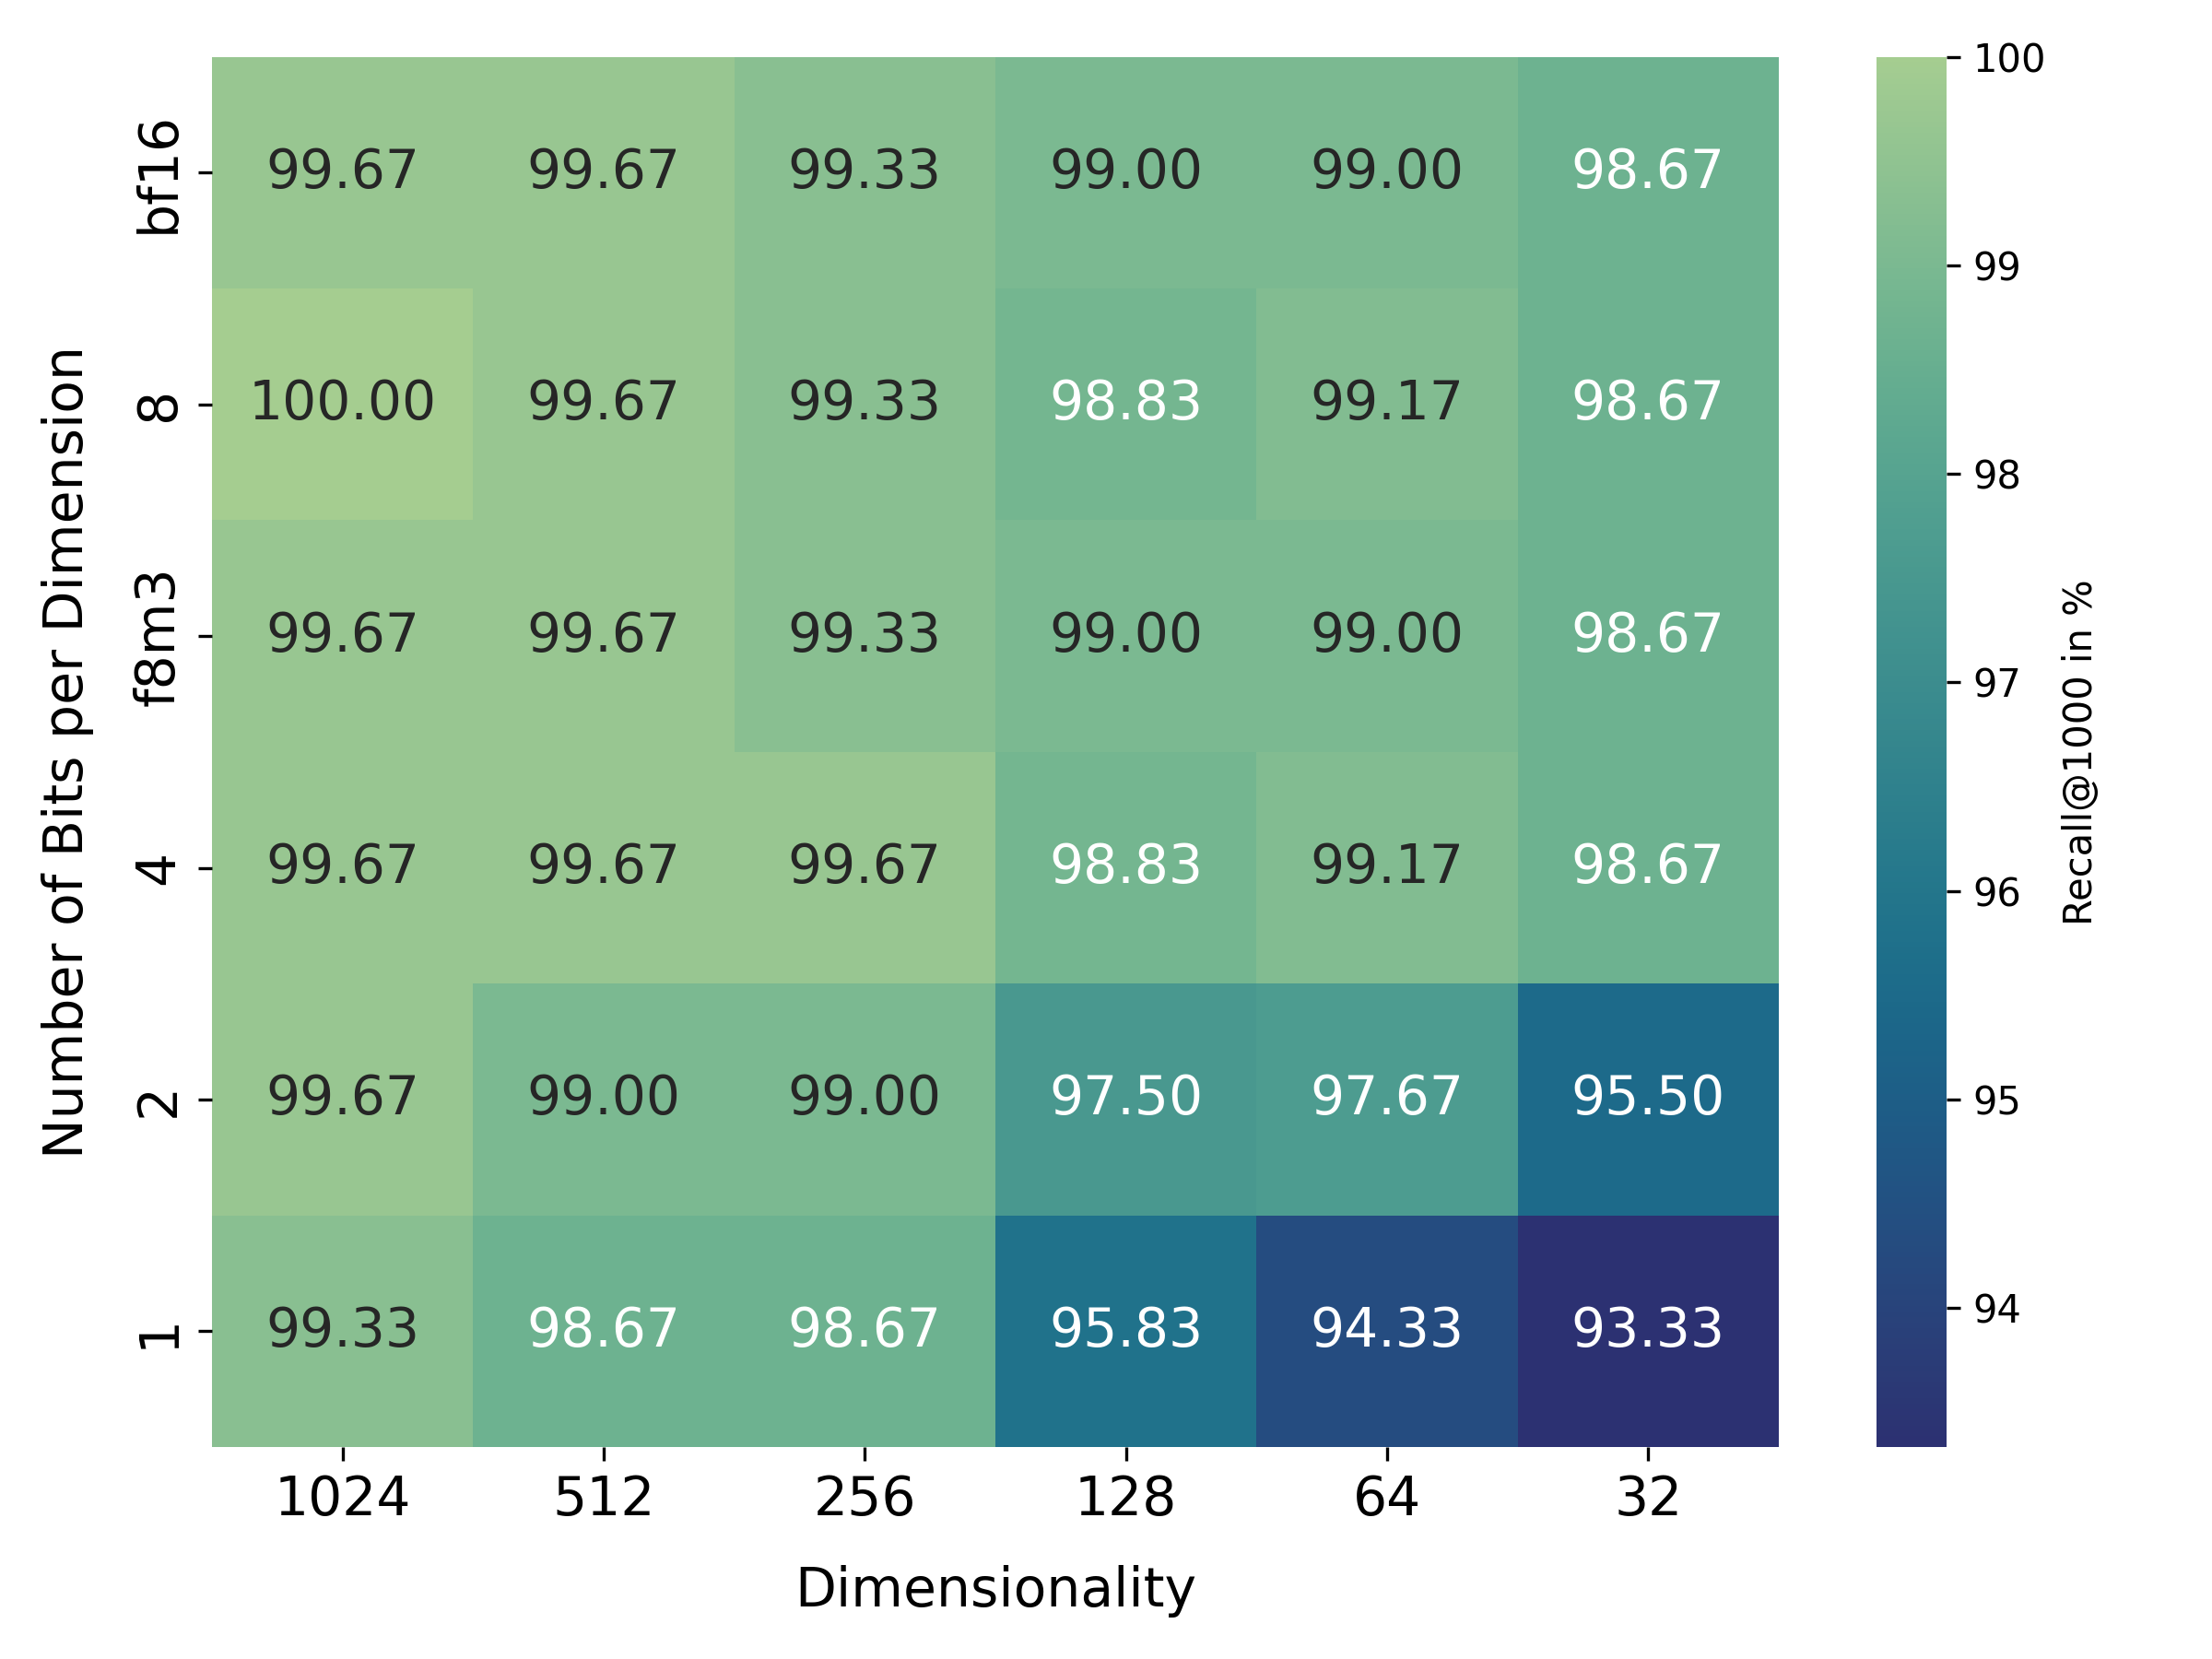 Number of Bits per Dimension
bf16 99.67 99.67 99.33 99.00 99.00 98.67
8 100.00 99.67 99.33 98.83 99.17 98.67
f8m3 99.67 99.67 99.33 99.00 99.00 98.67
4 99.67 99.67 99.67 98.83 99.17 98.67
2 99.67 99.00 99.00 97.50 97.67 95.50
1 99.33 98.67 98.67 95.83 94.33 93.33
1024 512 256 128 64 32
Dimensionality
100
99
98
97
96
95
94
Recall@1000 in %